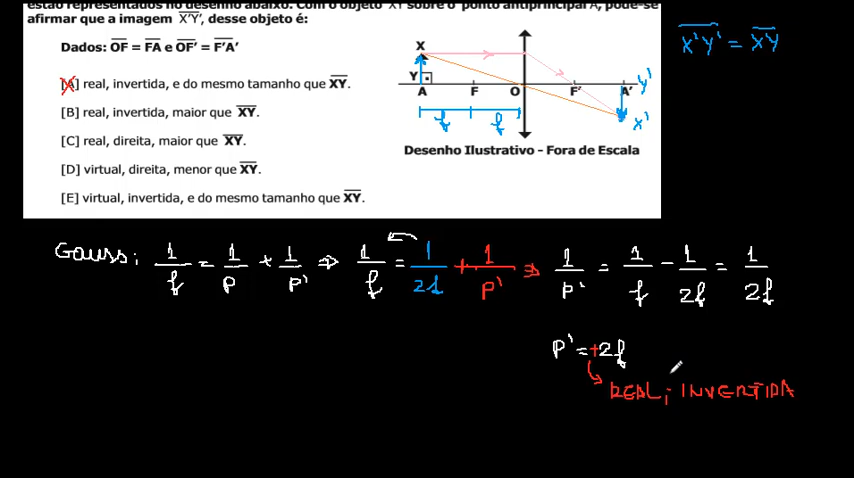 estão representados no desenho abaixo. Com o objeto XY sobre o ponto antiprincipal A, pode-se
afirmar que a imagem X'Y', desse objeto é:
Dados: OF = FA e OF' = F'A'
[A] real, invertida, e do mesmo tamanho que XY.
[B] real, invertida, maior que XY.
[C] real, direita, maior que XY.
[D] virtual, direita, menor que XY.
[E] virtual, invertida, e do mesmo tamanho que XY.
X
Y
A F O F' A'
Y'
X'
f f
Desenho Ilustrativo - Fora de Escala
X'Y' = XY
Gauss: 1/f = 1/p + 1/p' ⇒ 1/f = 1/2f + 1/p' ⇒ 1/p' = 1/f - 1/2f = 1/2f
p' = +2f
REAL; INVERTIDA